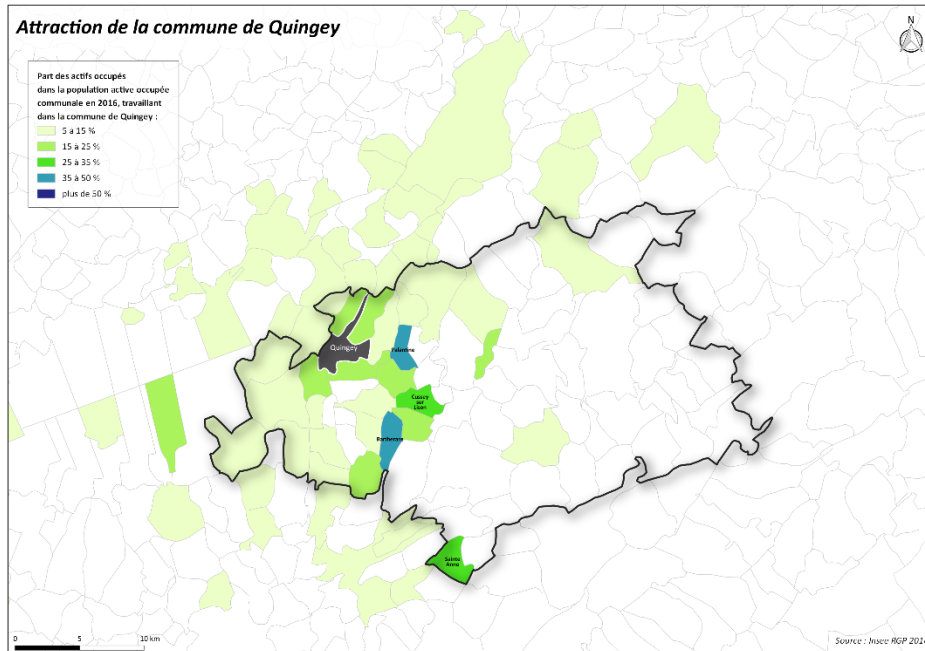 Attraction de la commune de Quingey
N
Part des actifs occupés
dans la population active occupée
communale en 2016, travaillant
dans la commune de Quingey :
5 à 15 %
15 à 25 %
25 à 35 %
35 à 50 %
plus de 50 %
Quingey
Palantine
Cussey
sur
Lison
Bartherans
Sainte
Anne
0 5 10 km
Source : Insee RGP 2016